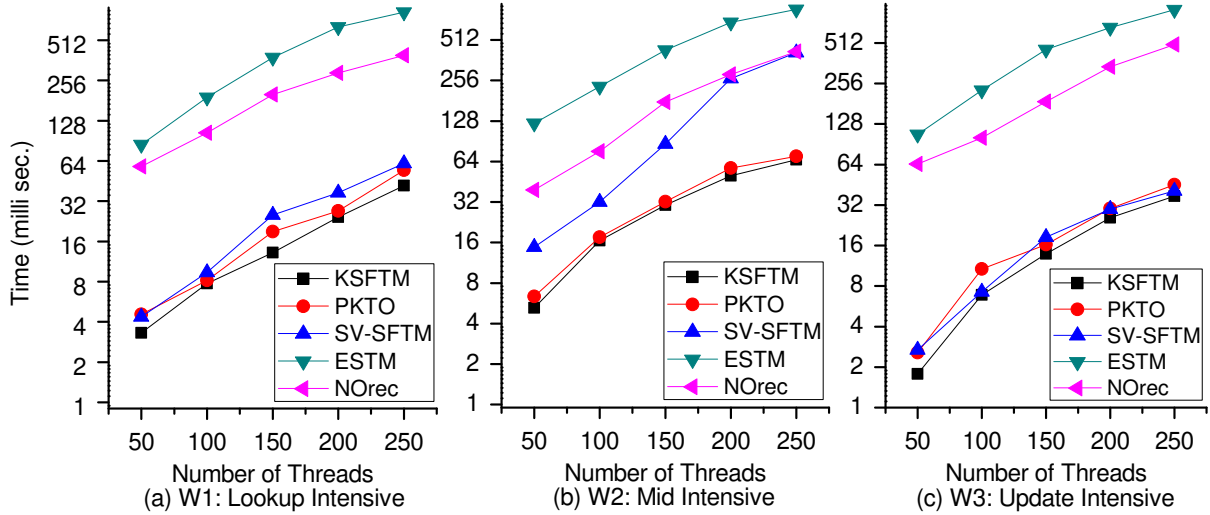 Time (milli sec.)
512
256
128
64
32
16
8
4
2
1
KSFTM
PKTO
SV-SFTM
ESTM
NOrec
50 100 150 200 250
Number of Threads
(a) W1: Lookup Intensive
512
256
128
64
32
16
8
4
2
1
KSFTM
PKTO
SV-SFTM
ESTM
NOrec
50 100 150 200 250
Number of Threads
(b) W2: Mid Intensive
512
256
128
64
32
16
8
4
2
1
KSFTM
PKTO
SV-SFTM
ESTM
NOrec
50 100 150 200 250
Number of Threads
(c) W3: Update Intensive